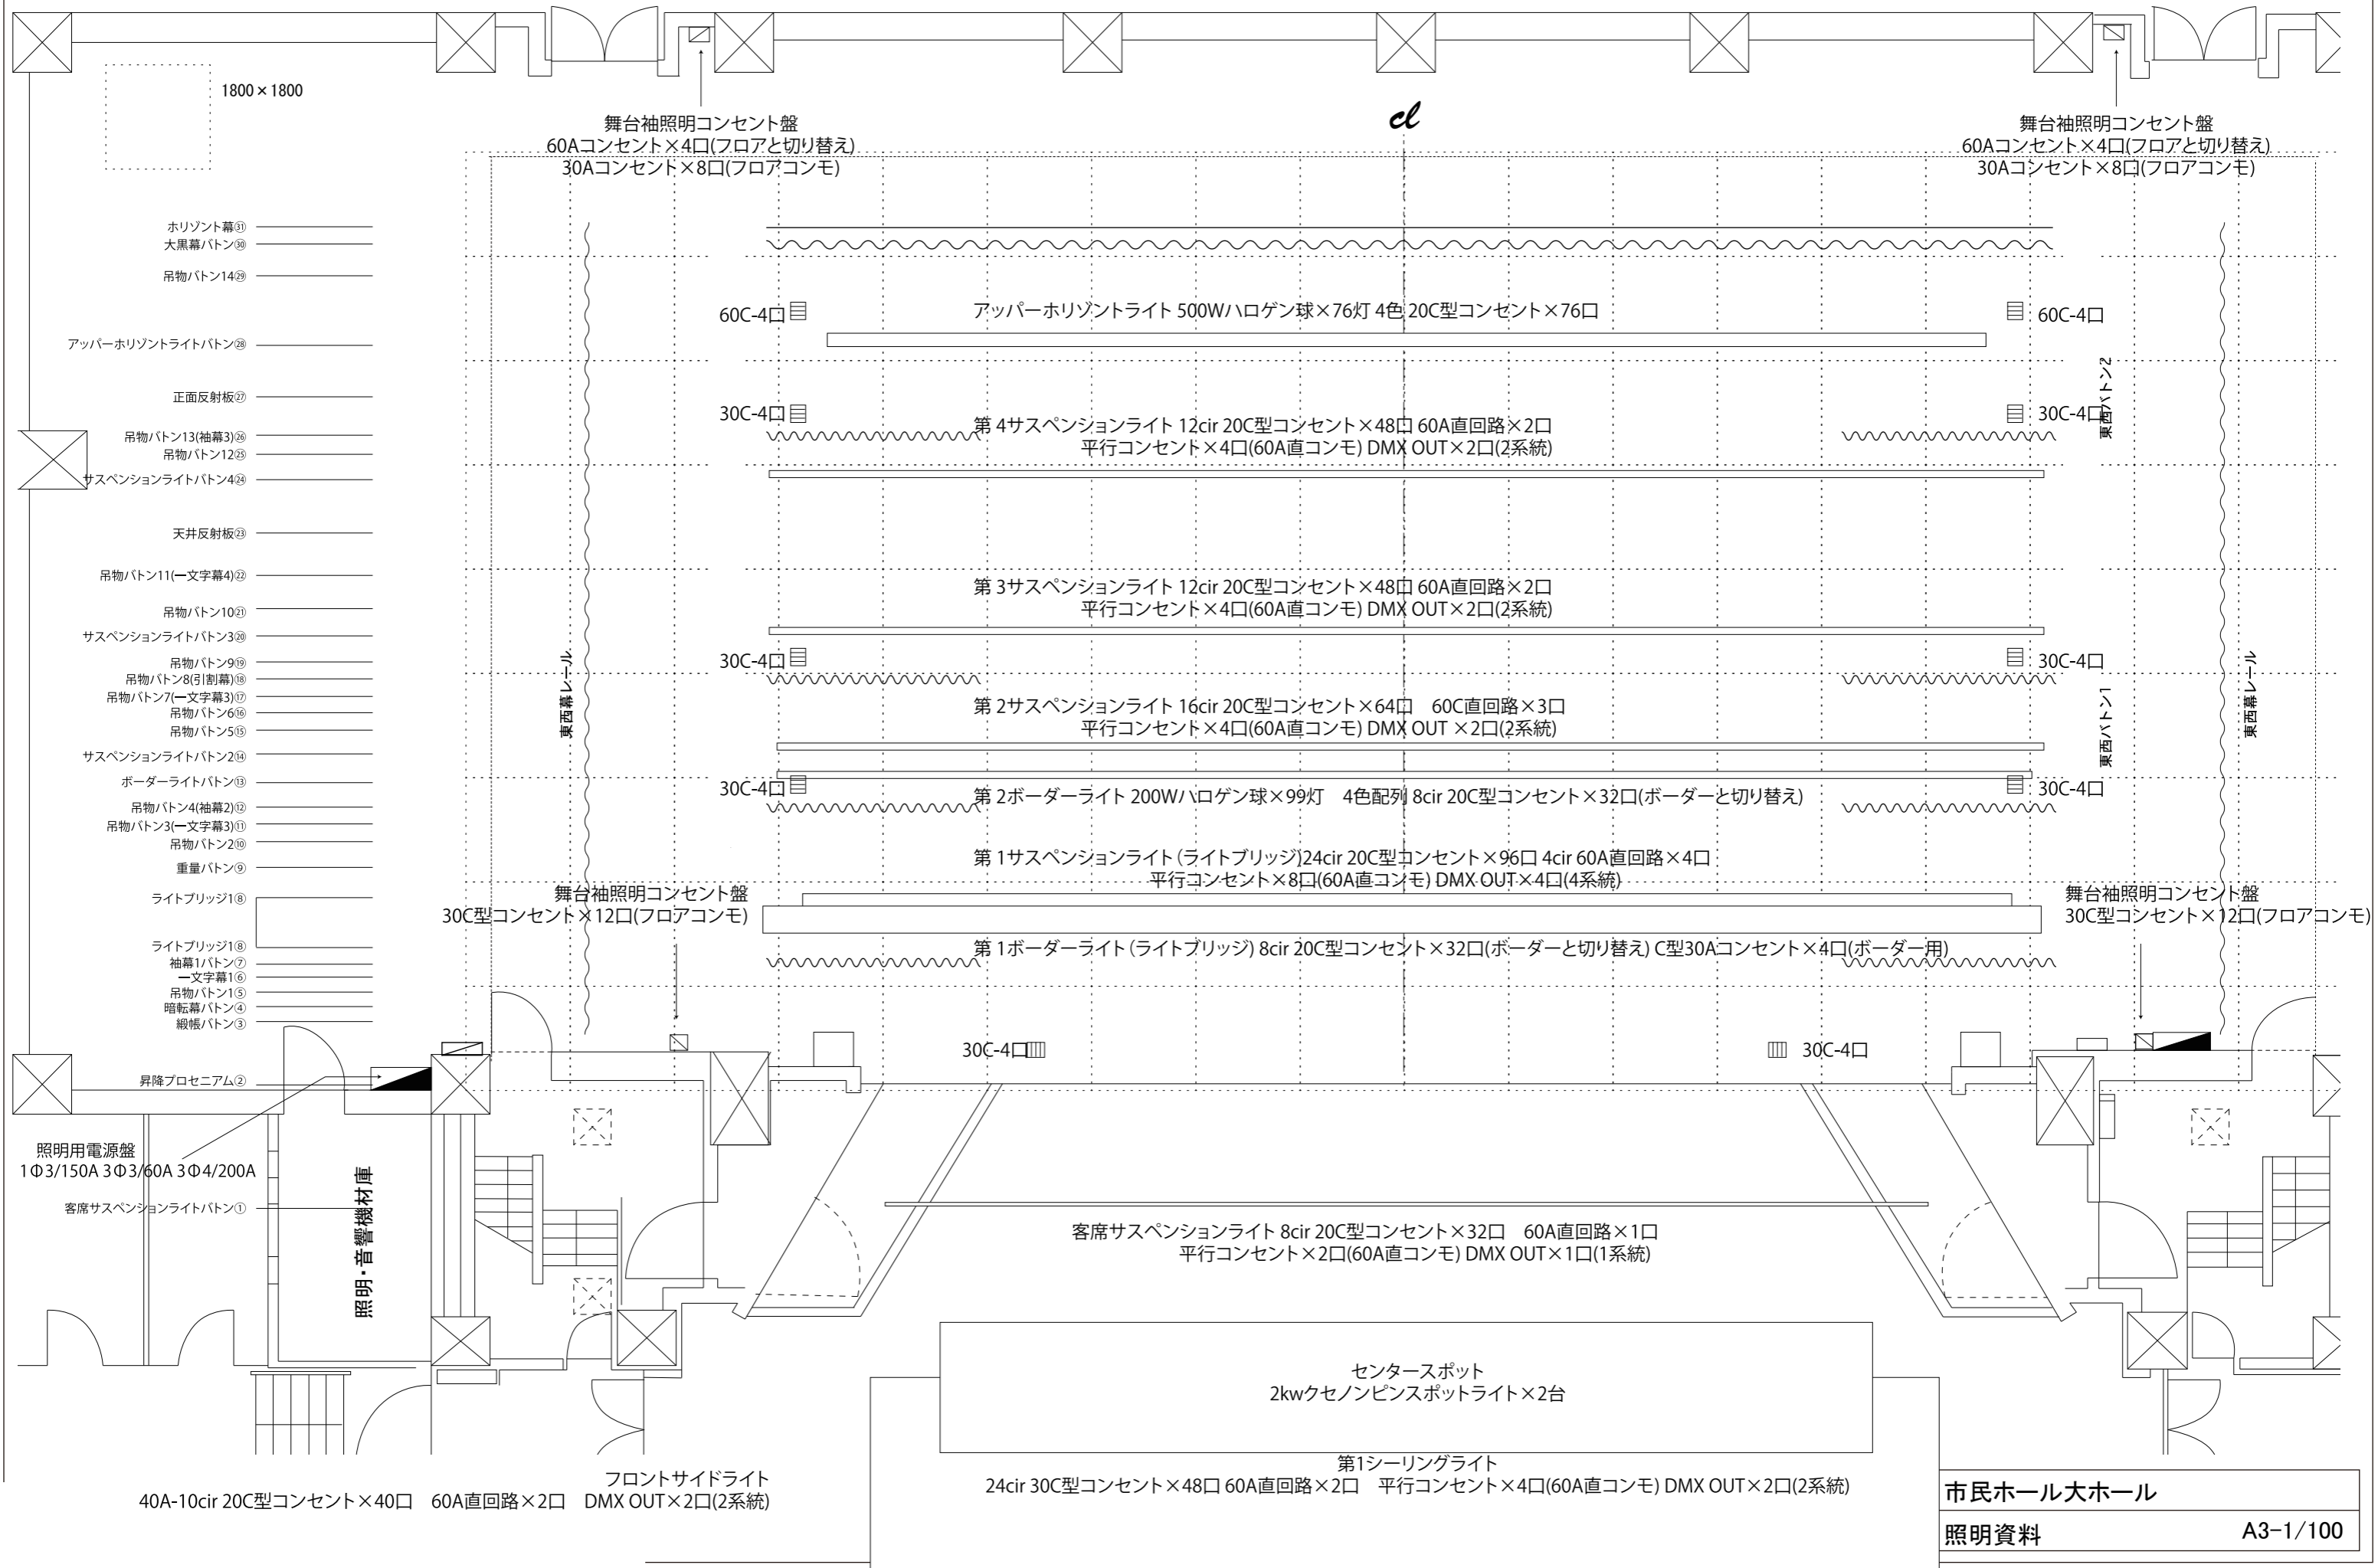 1800×1800
cl
舞台袖照明コンセント盤
60Aコンセント×4口(フロアと切り替え)
30Aコンセント×8口(フロアコンモ)
舞台袖照明コンセント盤
60Aコンセント×4口(フロアと切り替え)
30Aコンセント×8口(フロアコンモ)
ホリゾント幕㉛
大黒幕バトン㉚
吊物バトン14㉙
アッパーホリゾントライトバトン㉘
正面反射板㉗
吊物バトン13(袖幕3)㉖
吊物バトン12㉕
サスペンションライトバトン4㉔
天井反射板㉓
吊物バトン11(一文字幕4)㉒
吊物バトン10㉑
サスペンションライトバトン3⑳
吊物バトン9⑲
吊物バトン8(引割幕)⑱
吊物バトン7(一文字幕3)⑰
吊物バトン6⑯
吊物バトン5⑮
サスペンションライトバトン2⑭
ボーダーライトバトン⑬
吊物バトン4(袖幕2)⑫
吊物バトン3(一文字幕3)⑪
吊物バトン2⑩
重量バトン⑨
ライトブリッジ1⑧
ライトブリッジ1⑧
袖幕1バトン⑦
一文字幕1⑥
吊物バトン1⑤
暗転幕バトン④
緞帳バトン③
昇降プロセニアム②
照明用電源盤
1Φ3/150A 3Φ3/60A 3Φ4/200A
客席サスペンションライトバトン①
照明・音響機材庫
60C-4口
アッパーホリゾントライト 500Wハロゲン球×76灯 4色 20C型コンセント×76口
60C-4口
東西バトン2
30C-4口
第 4サスペンションライト 12cir 20C型コンセント×48口 60A直回路×2口
平行コンセント×4口(60A直コンモ) DMX OUT×2口(2系統)
30C-4口
第 3サスペンションライト 12cir 20C型コンセント×48口 60A直回路×2口
平行コンセント×4口(60A直コンモ) DMX OUT×2口(2系統)
東西幕レール
30C-4口
30C-4口
東西幕レール
第 2サスペンションライト 16cir 20C型コンセント×64口　60C直回路×3口
平行コンセント×4口(60A直コンモ) DMX OUT ×2口(2系統)
東西バトン1
30C-4口
第 2ボーダーライト 200Wハロゲン球×99灯　4色配列 8cir 20C型コンセント×32口(ボーダーと切り替え)
30C-4口
第 1サスペンションライト (ライトブリッジ)24cir 20C型コンセント×96口 4cir 60A直回路×4口
平行コンセント×8口(60A直コンモ) DMX OUT×4口(4系統)
舞台袖照明コンセント盤
30C型コンセント×12口(フロアコンモ)
舞台袖照明コンセント盤
30C型コンセント×12口(フロアコンモ)
第 1ボーダーライト (ライトブリッジ) 8cir 20C型コンセント×32口(ボーダーと切り替え) C型30Aコンセント×4口(ボーダー用)
30C-4口
30C-4口
客席サスペンションライト 8cir 20C型コンセント×32口　60A直回路×1口
平行コンセント×2口(60A直コンモ) DMX OUT×1口(1系統)
センタースポット
2kwクセノンピンスポットライト×2台
第1シーリングライト
24cir 30C型コンセント×48口 60A直回路×2口　平行コンセント×4口(60A直コンモ) DMX OUT×2口(2系統)
フロントサイドライト
40A-10cir 20C型コンセント×40口　60A直回路×2口　DMX OUT×2口(2系統)
市民ホール大ホール
照明資料　A3-1/100